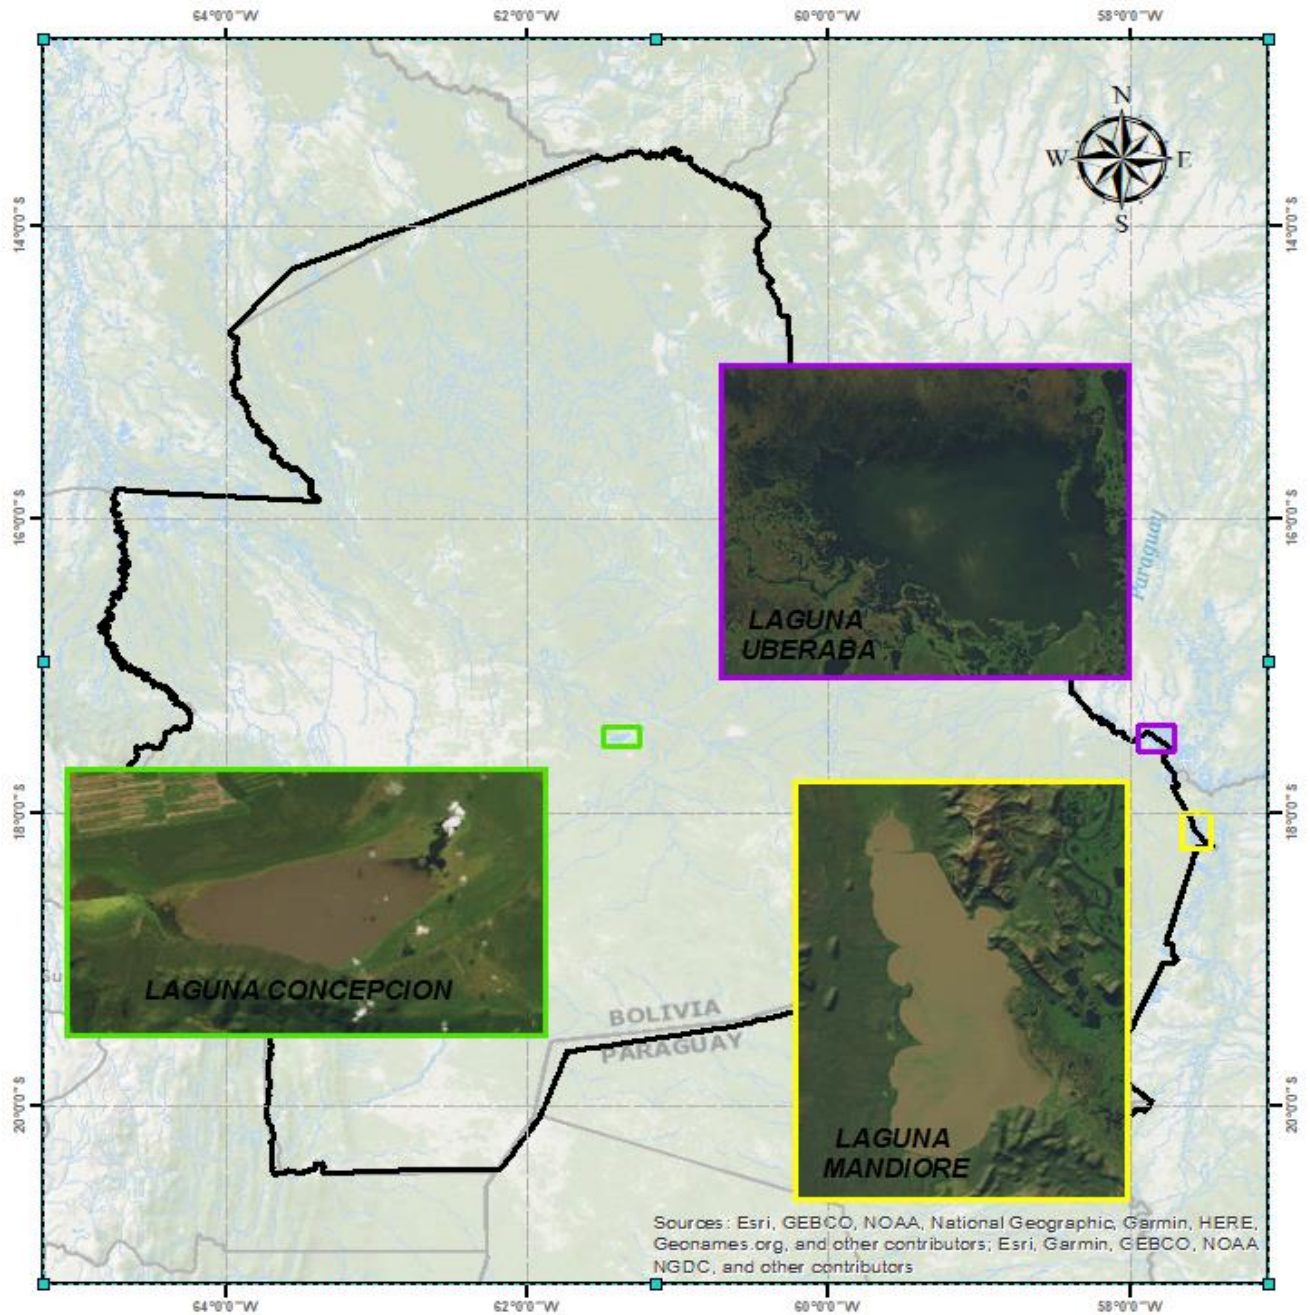 64°0'0"W 62°0'0"W 60°0'0"W 58°0'0"W
N
W E
S
14°0'0"S 14°0'0"S
16°0'0"S 16°0'0"S
Paraguay
LAGUNA
UBERABA
18°0'0"S 18°0'0"S
Su
LAGUNA CONCEPCION
BOLIVIA
PARAGUAY
20°0'0"S 20°0'0"S
LAGUNA
MANDIORE
Sources: Esri, GEBCO, NOAA, National Geographic, Garmin, HERE,
Geonames.org, and other contributors; Esri, Garmin, GEBCO, NOAA
NGDC, and other contributors
64°0'0"W 62°0'0"W 60°0'0"W 58°0'0"W